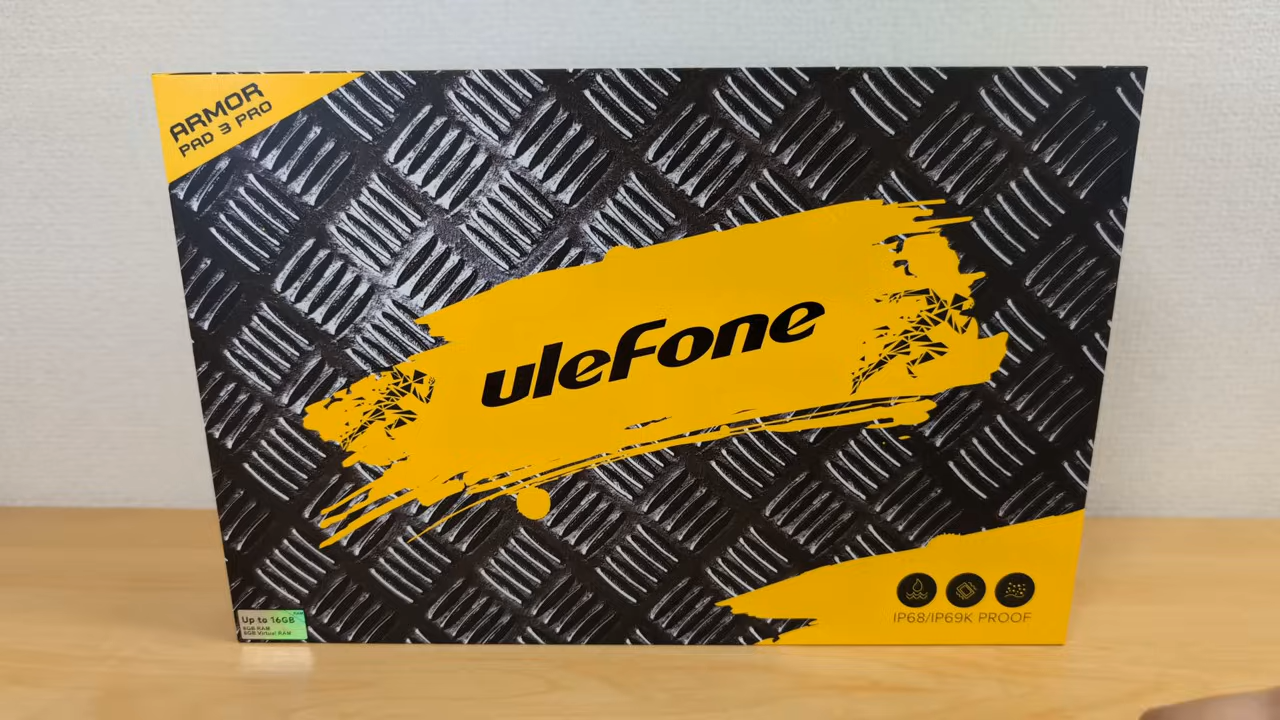 ARMOR
PAD 3 PRO
uleFone
Up to 16GB
8GB RAM
8GB Virtual RAM
IP68/IP69K PROOF